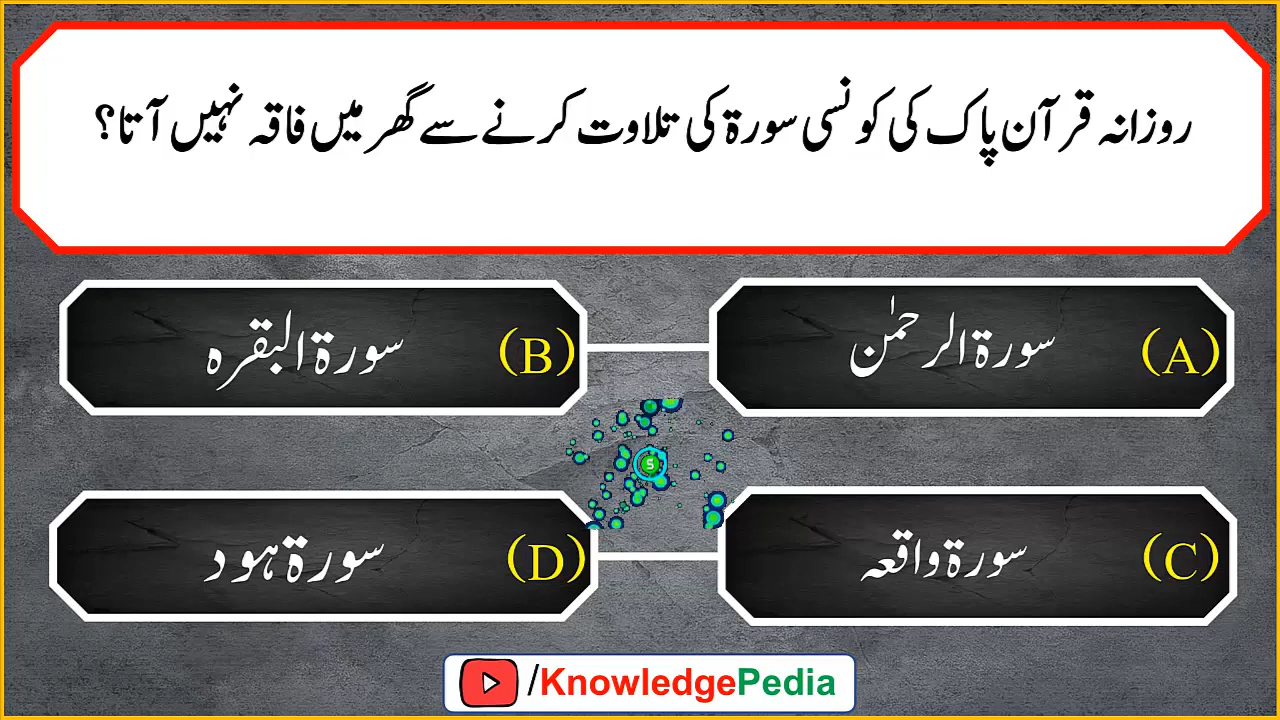 روزانہ قرآن پاک کی کونسی سورۃ کی تلاوت کرنے سے گھر میں فاقہ نہیں آتا؟
(A) سورۃ الرحمٰن
(B) سورۃ البقرہ
(C) سورۃ واقعہ
(D) سورۃ ہود
5
/KnowledgePedia